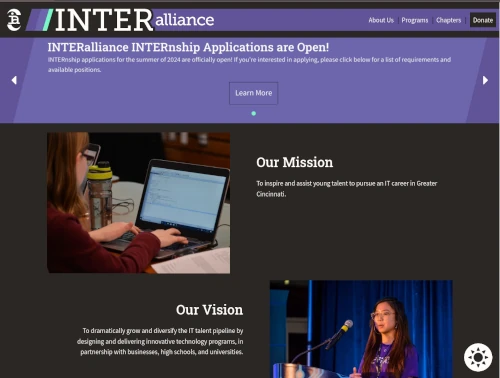 INTERalliance
About Us | Programs | Chapters | Donate
INTERalliance INTERnship Applications are Open!
INTERnship applications for the summer of 2024 are officially open! If you're interested in applying, please click below for a list of requirements and
available positions.
Learn More
Our Mission
To inspire and assist young talent to pursue an IT career in Greater
Cincinnati.
Our Vision
To dramatically grow and diversify the IT talent pipeline by
designing and delivering innovative technology programs, in
partnership with businesses, high schools, and universities.